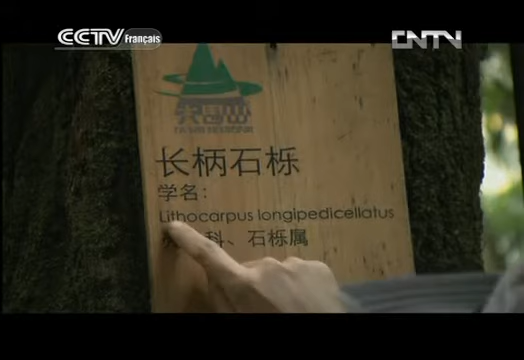 CCTV Français
CNTV
长柄石栎
学名:
Lithocarpus longipedicellatus
科、石栎属